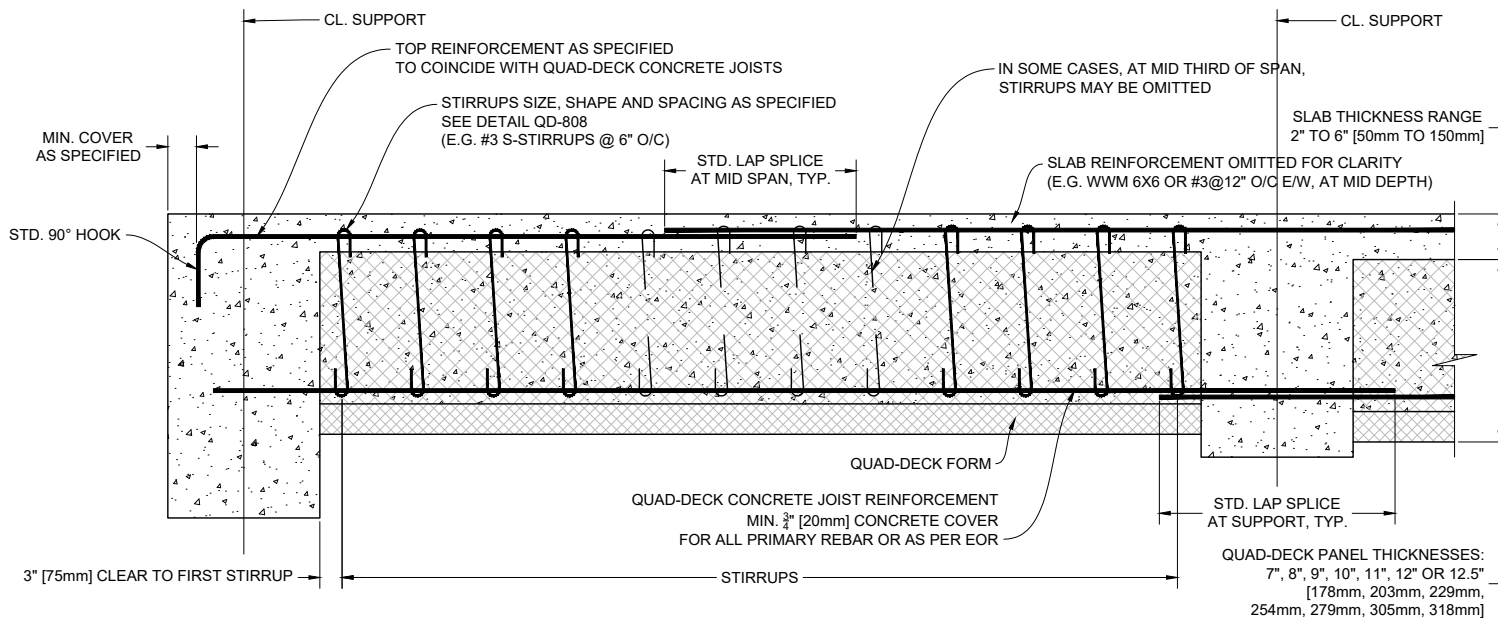 CL. SUPPORT
CL. SUPPORT
TOP REINFORCEMENT AS SPECIFIED
TO COINCIDE WITH QUAD-DECK CONCRETE JOISTS
IN SOME CASES, AT MID THIRD OF SPAN,
STIRRUPS MAY BE OMITTED
STIRRUPS SIZE, SHAPE AND SPACING AS SPECIFIED
SEE DETAIL QD-808
(E.G. #3 S-STIRRUPS @ 6" O/C)
SLAB THICKNESS RANGE
2" TO 6" [50mm TO 150mm]
MIN. COVER
AS SPECIFIED
STD. LAP SPLICE
AT MID SPAN, TYP.
SLAB REINFORCEMENT OMITTED FOR CLARITY
(E.G. WWM 6X6 OR #3@12" O/C E/W, AT MID DEPTH)
STD. 90° HOOK
QUAD-DECK FORM
QUAD-DECK CONCRETE JOIST REINFORCEMENT
MIN. 3/4" [20mm] CONCRETE COVER
FOR ALL PRIMARY REBAR OR AS PER EOR
STD. LAP SPLICE
AT SUPPORT, TYP.
3" [75mm] CLEAR TO FIRST STIRRUP
STIRRUPS
QUAD-DECK PANEL THICKNESSES:
7", 8", 9", 10", 11", 12" OR 12.5"
[178mm, 203mm, 229mm,
254mm, 279mm, 305mm, 318mm]